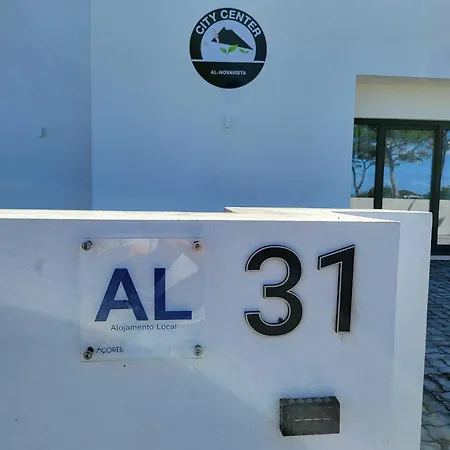 CITY CENTER
AL-NOVAVISTA
AL
Alojamento Local
AÇORES
31